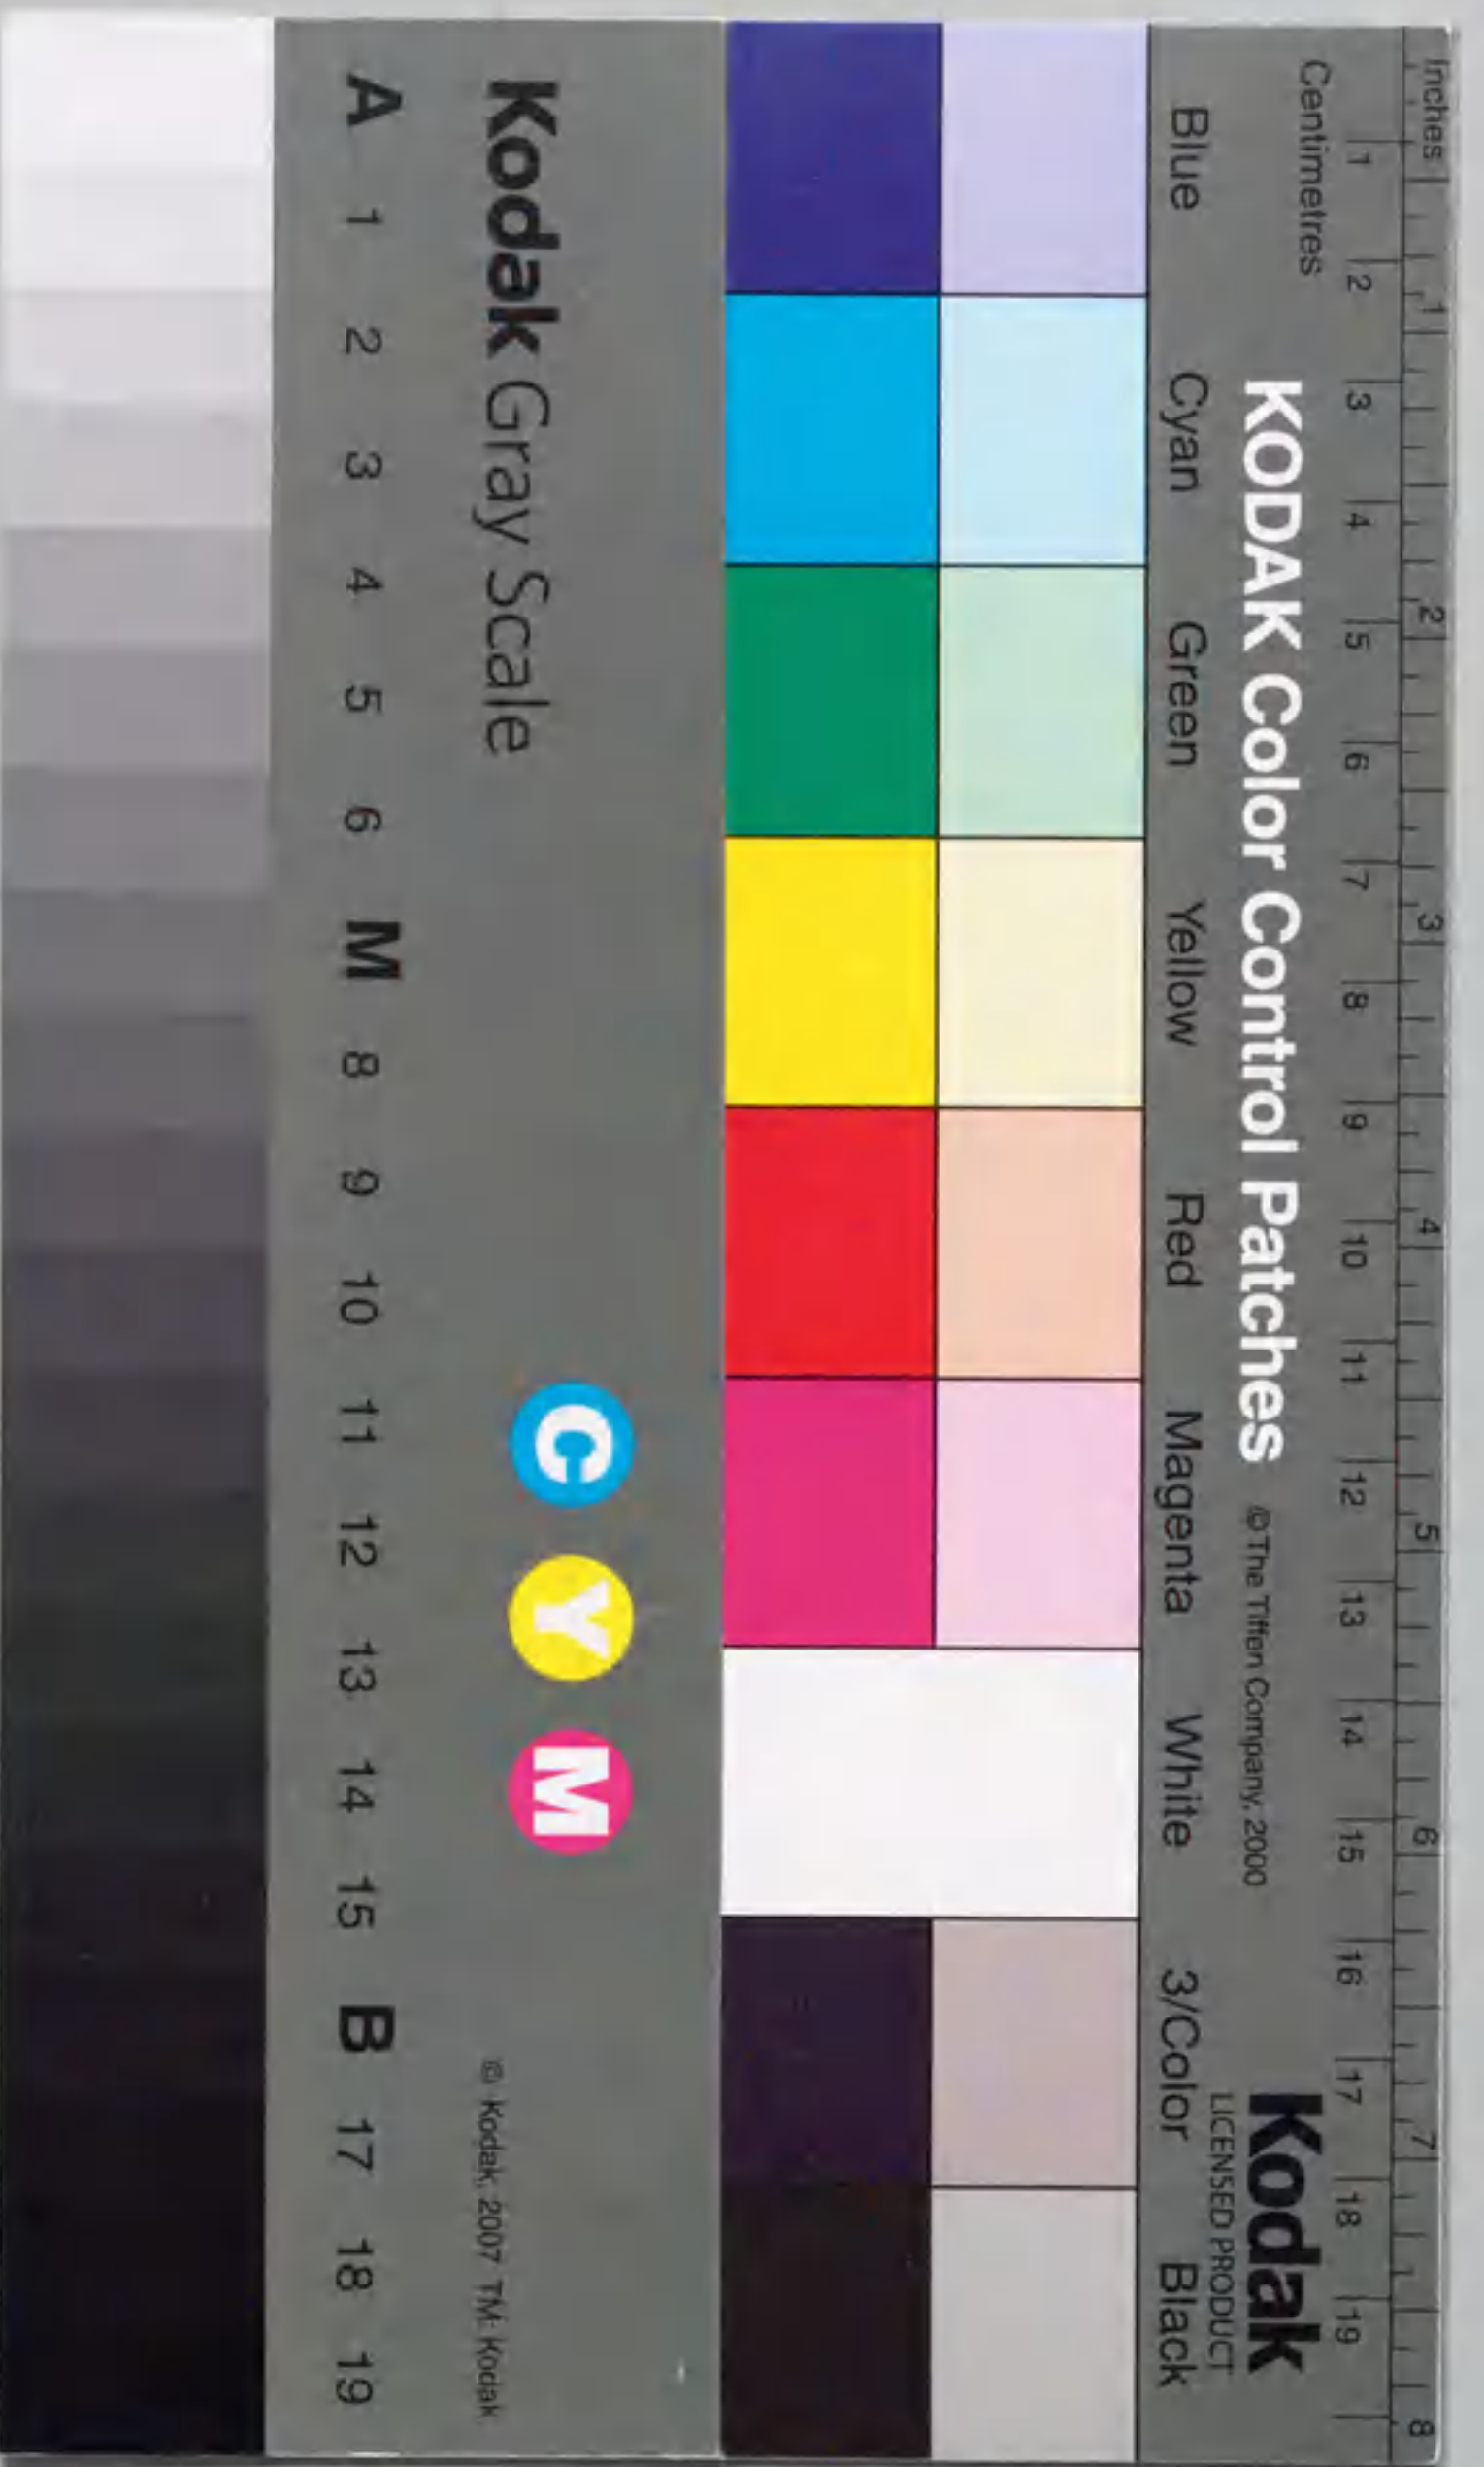 Inches 1 2 3 4 5 6 7 8
Centimetres 1 2 3 4 5 6 7 8 9 10 11 12 13 14 15 16 17 18 19
KODAK Color Control Patches © The Tiffen Company, 2000 Kodak
LICENSED PRODUCT
Blue Cyan Green Yellow Red Magenta White 3/Color Black
Kodak Gray Scale
C Y M
© Kodak, 2007 TM: Kodak
A 1 2 3 4 5 6 M 8 9 10 11 12 13 14 15 B 17 18 19